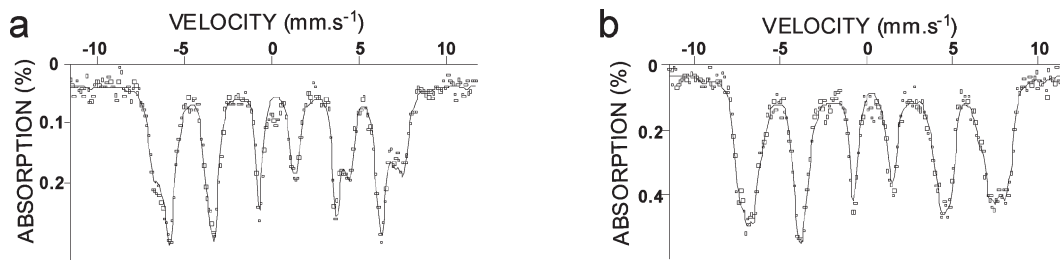 a
VELOCITY (mm.s-1)
-10 -5 0 5 10
0
0.1
0.2
ABSORPTION (%)
b
VELOCITY (mm.s-1)
-10 -5 0 5 10
0
0.2
0.4
ABSORPTION (%)